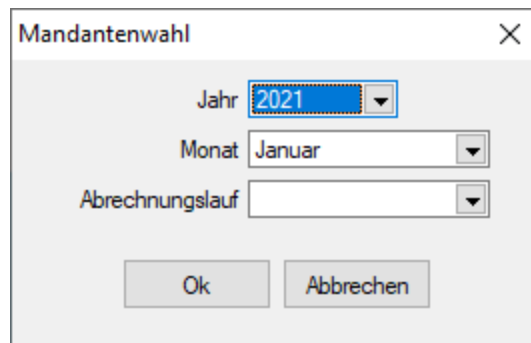 Mandantenwahl
Jahr 2021
Monat Januar
Abrechnungslauf
Ok Abbrechen